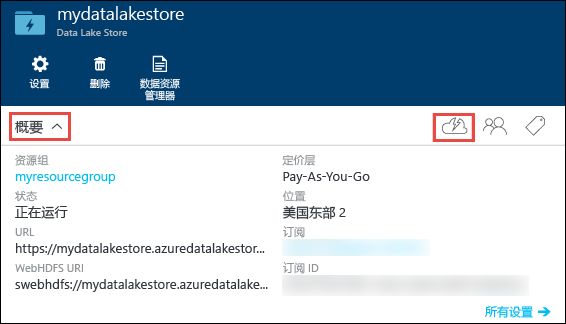 mydatalakestore
Data Lake Store
设置
删除
数据资源
管理器
概要
资源组
myresourcegroup
状态
正在运行
URL
https://mydatalakestore.azuredatalakestor...
WebHDFS URI
swebhdfs://mydatalakestore.azuredatalake...
定价层
Pay-As-You-Go
位置
美国东部 2
订阅
订阅 ID
所有设置